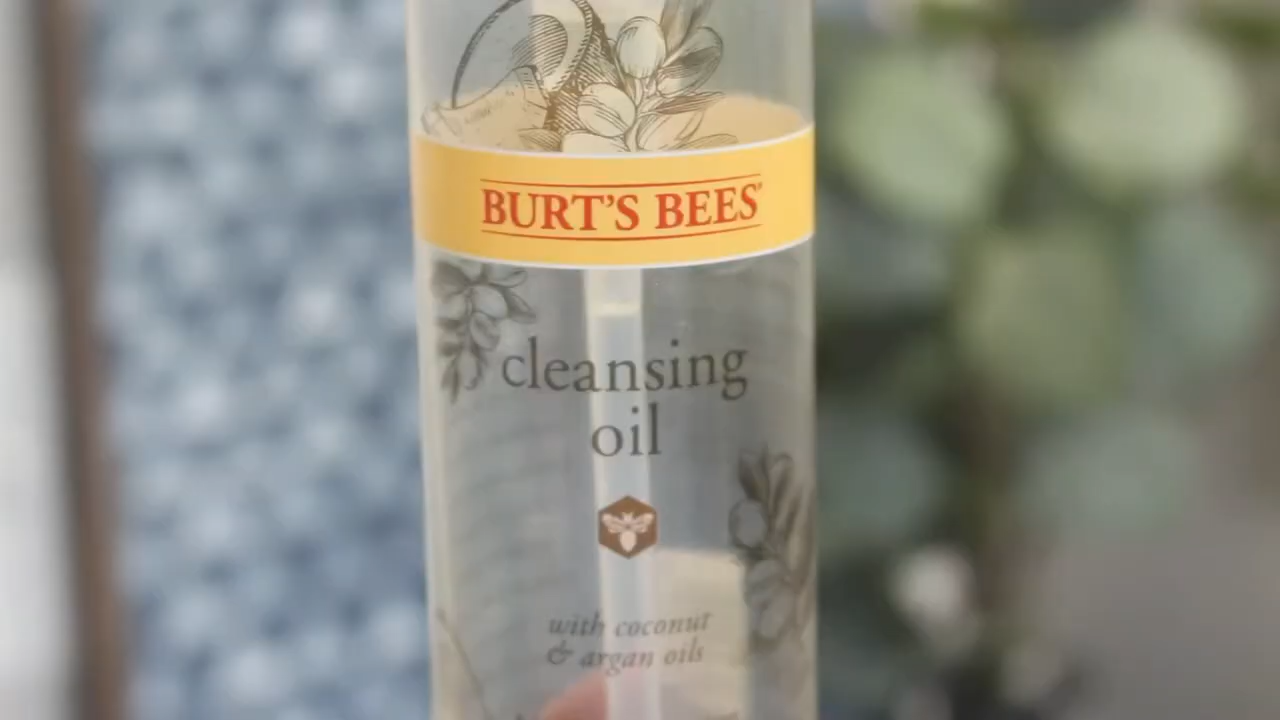 BURT'S BEES®
cleansing
oil
with coconut
& argan oils